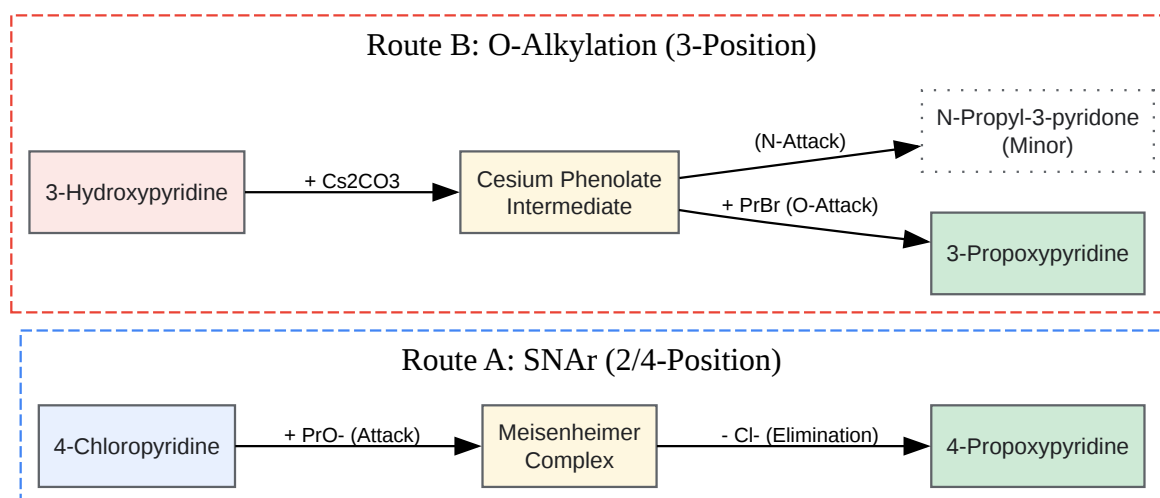 Route B: O-Alkylation (3-Position)
3-Hydroxypyridine
+ Cs2CO3
Cesium Phenolate
Intermediate
(N-Attack)
N-Propyl-3-pyridone
(Minor)
+ PrBr (O-Attack)
3-Propoxypyridine
Route A: SNAr (2/4-Position)
4-Chloropyridine
+ PrO- (Attack)
Meisenheimer
Complex
- Cl- (Elimination)
4-Propoxypyridine